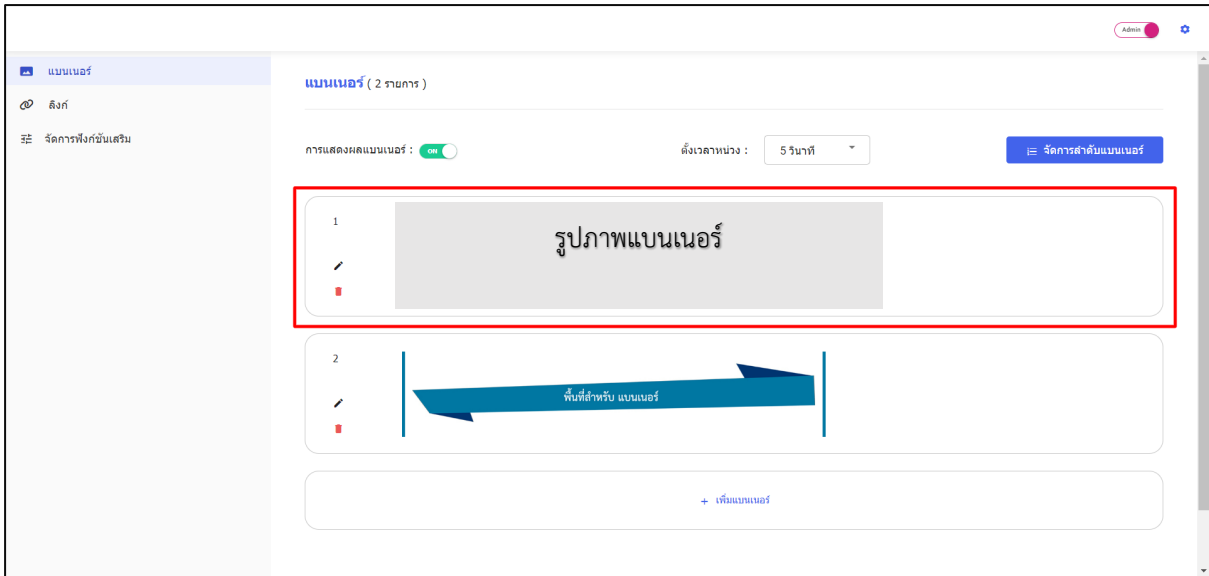 Admin
แบนเนอร์
ลิงก์
จัดการฟังก์ชันเสริม
แบนเนอร์ ( 2 รายการ )
การแสดงผลแบนเนอร์ : ON
ตั้งเวลาหน่วง : 5 วินาที
จัดการลำดับแบนเนอร์
1
รูปภาพแบนเนอร์
2
พื้นที่สำหรับ แบนเนอร์
+ เพิ่มแบนเนอร์